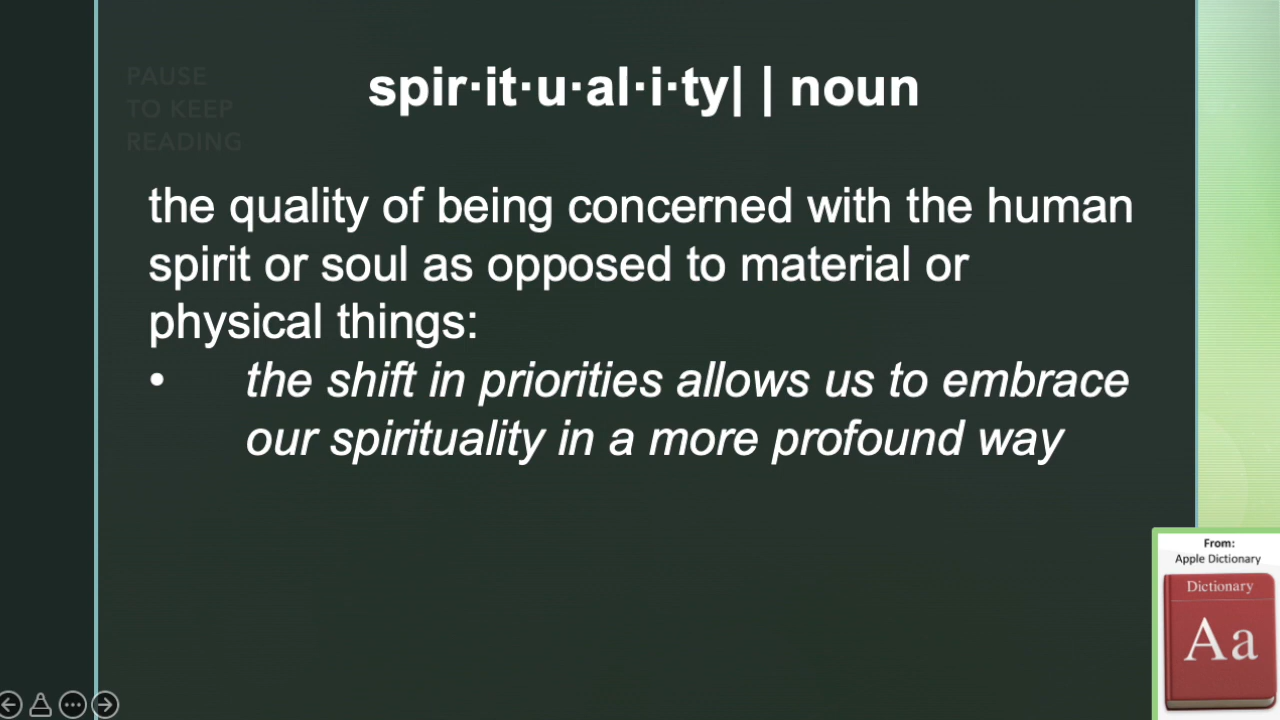 PAUSE
TO KEEP
READING
spir·it·u·al·i·ty| | noun
the quality of being concerned with the human
spirit or soul as opposed to material or
physical things:
• the shift in priorities allows us to embrace
our spirituality in a more profound way
From:
Apple Dictionary
Dictionary
Aa